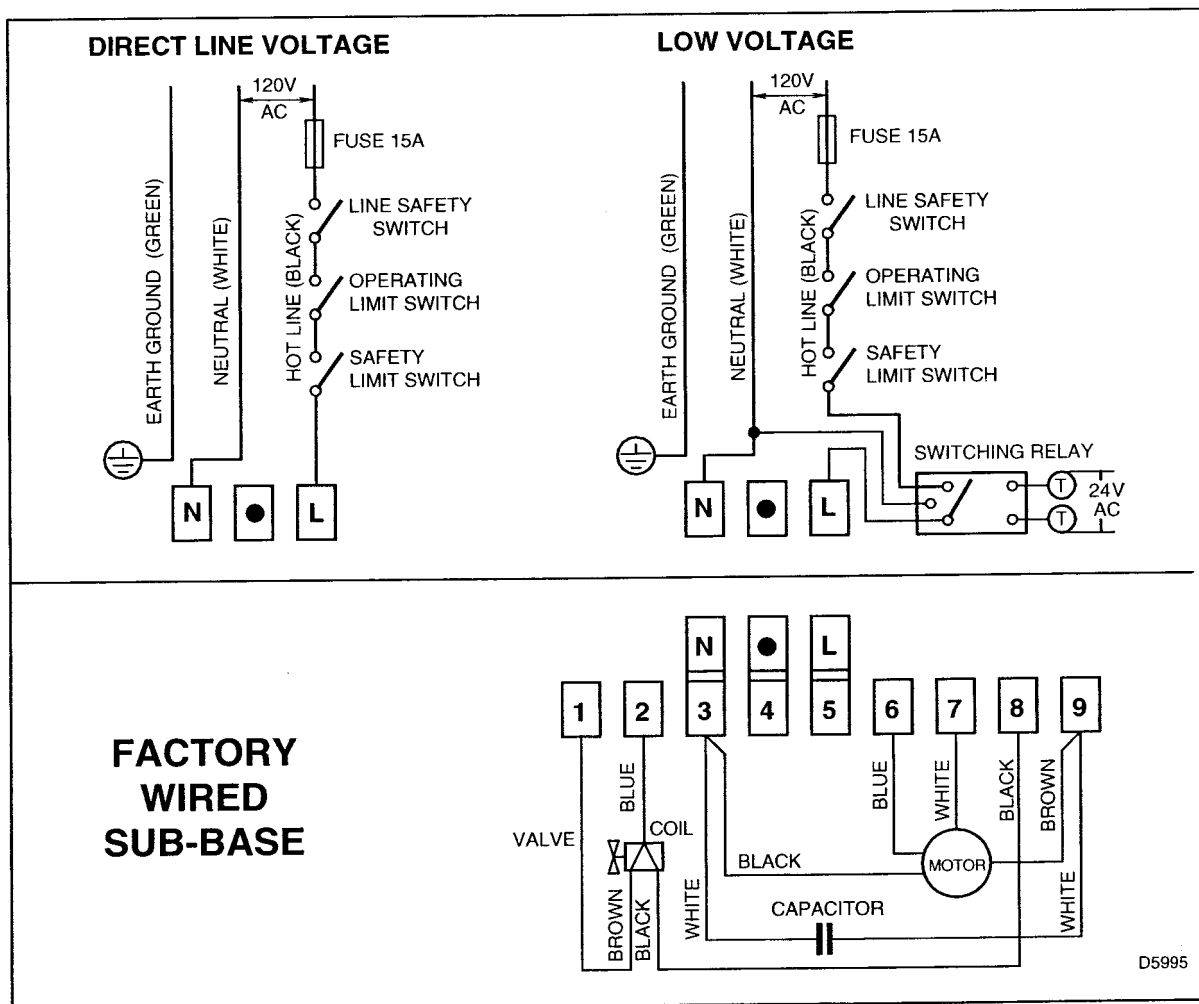 DIRECT LINE VOLTAGE
120V
AC
FUSE 15A
LINE SAFETY
SWITCH
OPERATING
LIMIT SWITCH
SAFETY
LIMIT SWITCH
EARTH GROUND (GREEN)
NEUTRAL (WHITE)
HOT LINE (BLACK)
N
L
LOW VOLTAGE
120V
AC
FUSE 15A
LINE SAFETY
SWITCH
OPERATING
LIMIT SWITCH
SAFETY
LIMIT SWITCH
EARTH GROUND (GREEN)
NEUTRAL (WHITE)
HOT LINE (BLACK)
SWITCHING RELAY
N
L
T
T
24V
AC
FACTORY
WIRED
SUB-BASE
N
L
1
2
3
4
5
6
7
8
9
BLUE
BLUE
WHITE
BLACK
BROWN
VALVE
COIL
BLACK
MOTOR
BROWN
BLACK
WHITE
CAPACITOR
WHITE
D5995